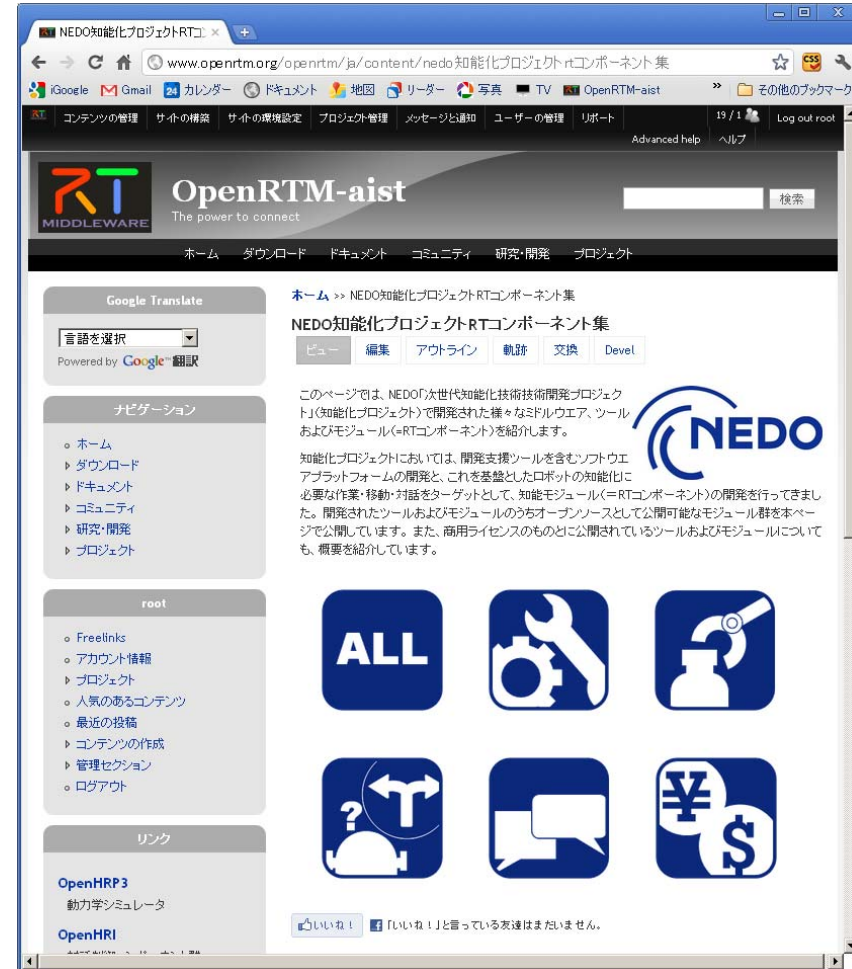 NEDO知能化プロジェクトRTコ
www.openrtm.org/openrtm/ja/content/nedo知能化プロジェクトrtコンポーネント集
iGoogle Gmail 24 カレンダー ドキュメント 地図 リーダー 写真 TV OpenRTM-aist » その他のブックマーク
コンテンツの管理 サイトの構築 サイトの環境設定 プロジェクト管理 メッセージと通知 ユーザーの管理 リポート 19 / 1 Log out root
Advanced help ヘルプ
RT MIDDLEWARE
OpenRTM-aist
The power to connect
検索
ホーム ダウンロード ドキュメント コミュニティ 研究・開発 プロジェクト
Google Translate
言語を選択
Powered by Google™翻訳
ナビゲーション
ホーム
ダウンロード
ドキュメント
コミュニティ
研究・開発
プロジェクト
root
Freelinks
アカウント情報
プロジェクト
人気のあるコンテンツ
最近の投稿
コンテンツの作成
管理セクション
ログアウト
リンク
OpenHRP3
動力学シミュレータ
OpenHRI
ホーム >> NEDO知能化プロジェクトRTコンポーネント集
NEDO知能化プロジェクトRTコンポーネント集
ビュー 編集 アウトライン 軌跡 交換 Devel
このページでは、NEDO「次世代知能化技術技術開発プロジェク
ト」(知能化プロジェクト)で開発された様々なミドルウエア、ツール
およびモジュール(=RTコンポーネント)を紹介します。
NEDO
知能化プロジェクトにおいては、開発支援ツールを含むソフトウエ
アプラットフォームの開発と、これを基盤としたロボットの知能化に
必要な作業・移動・対話をターゲットとして、知能モジュール(=RTコンポーネント)の開発を行ってきまし
た。開発されたツールおよびモジュールのうちオープンソースとして公開可能なモジュール群を本ペー
ジで公開しています。また、商用ライセンスのものとに公開されているツールおよびモジュールについて
も、概要を紹介しています。
ALL
?
¥
$
いいね！ 「いいね！」と言っている友達はまだいません。